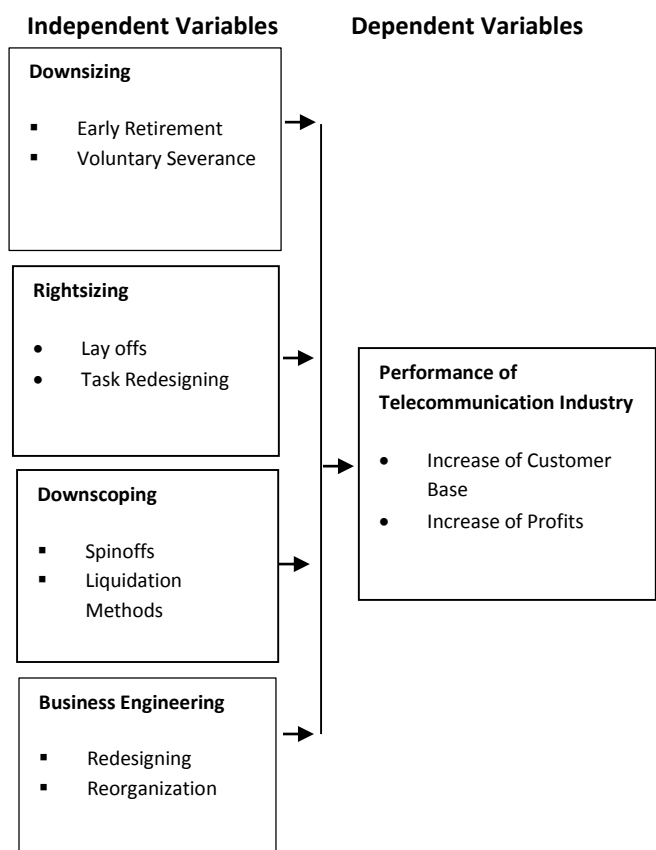 Independent Variables
Dependent Variables
Downsizing
▪ Early Retirement
▪ Voluntary Severance
Rightsizing
● Lay offs
● Task Redesigning
Downscoping
▪ Spinoffs
▪ Liquidation
Methods
Business Engineering
▪ Redesigning
▪ Reorganization
Performance of
Telecommunication Industry
● Increase of Customer
Base
● Increase of Profits